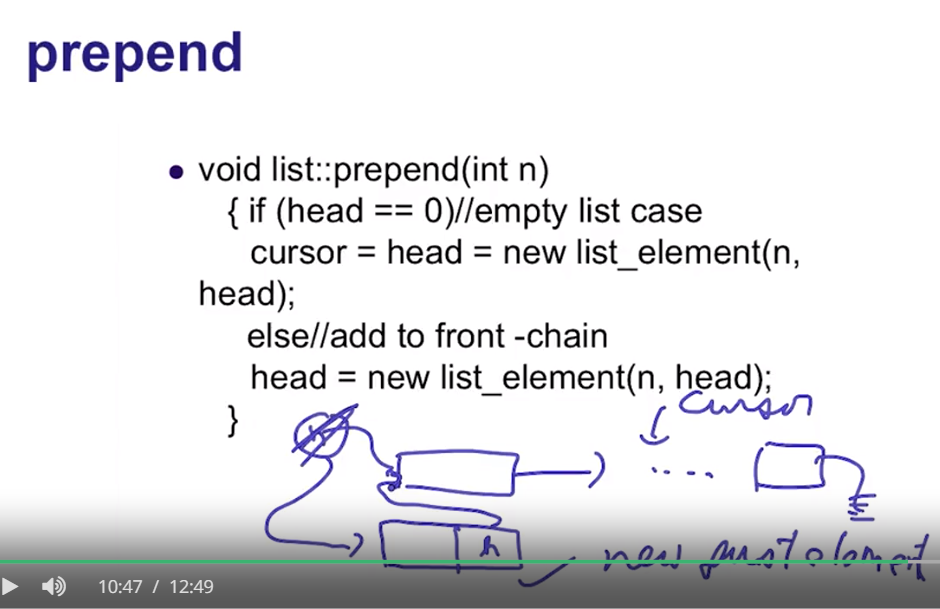 prepend
• void list::prepend(int n)
{ if (head == 0)//empty list case
cursor = head = new list_element(n,
head);
else//add to front -chain
head = new list_element(n, head);
}
cursor
h
new first element
10:47 / 12:49